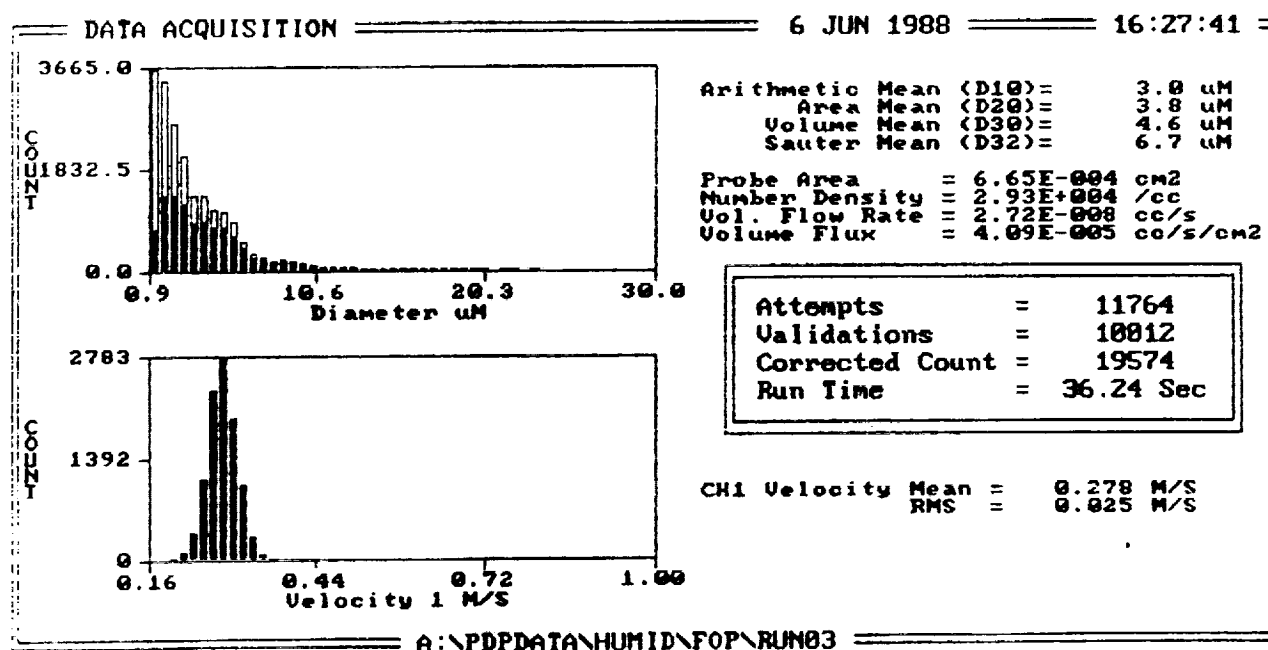 DATA ACQUISITION 6 JUN 1988 16:27:41
3665.0
COUNT
1832.5
0.0
0.9 10.6 20.3 30.0
Diameter uM
Arithmetic Mean (D10)= 3.0 uM
Area Mean (D20)= 3.8 uM
Volume Mean (D30)= 4.6 uM
Sauter Mean (D32)= 6.7 uM
Probe Area = 6.65E-004 cm2
Number Density = 2.93E+004 /cc
Vol. Flow Rate = 2.72E-008 cc/s
Volume Flux = 4.09E-005 cc/s/cm2
Attempts = 11764
Validations = 10012
Corrected Count = 19574
Run Time = 36.24 Sec
2783
COUNT
1392
0
0.16 0.44 0.72 1.00
Velocity 1 M/S
CH1 Velocity Mean = 0.278 M/S
RMS = 0.025 M/S
A:\PDPDATA\HUMID\FOP\RUN03